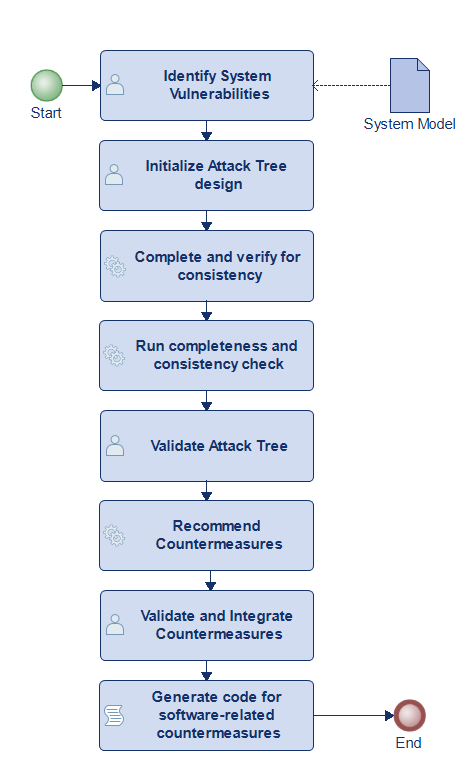 Identify System
Vulnerabilities
Start
System Model
Initialize Attack Tree
design
Complete and verify for
consistency
Run completeness and
consistency check
Validate Attack Tree
Recommend
Countermeasures
Validate and Integrate
Countermeasures
Generate code for
software-related
countermeasures
End